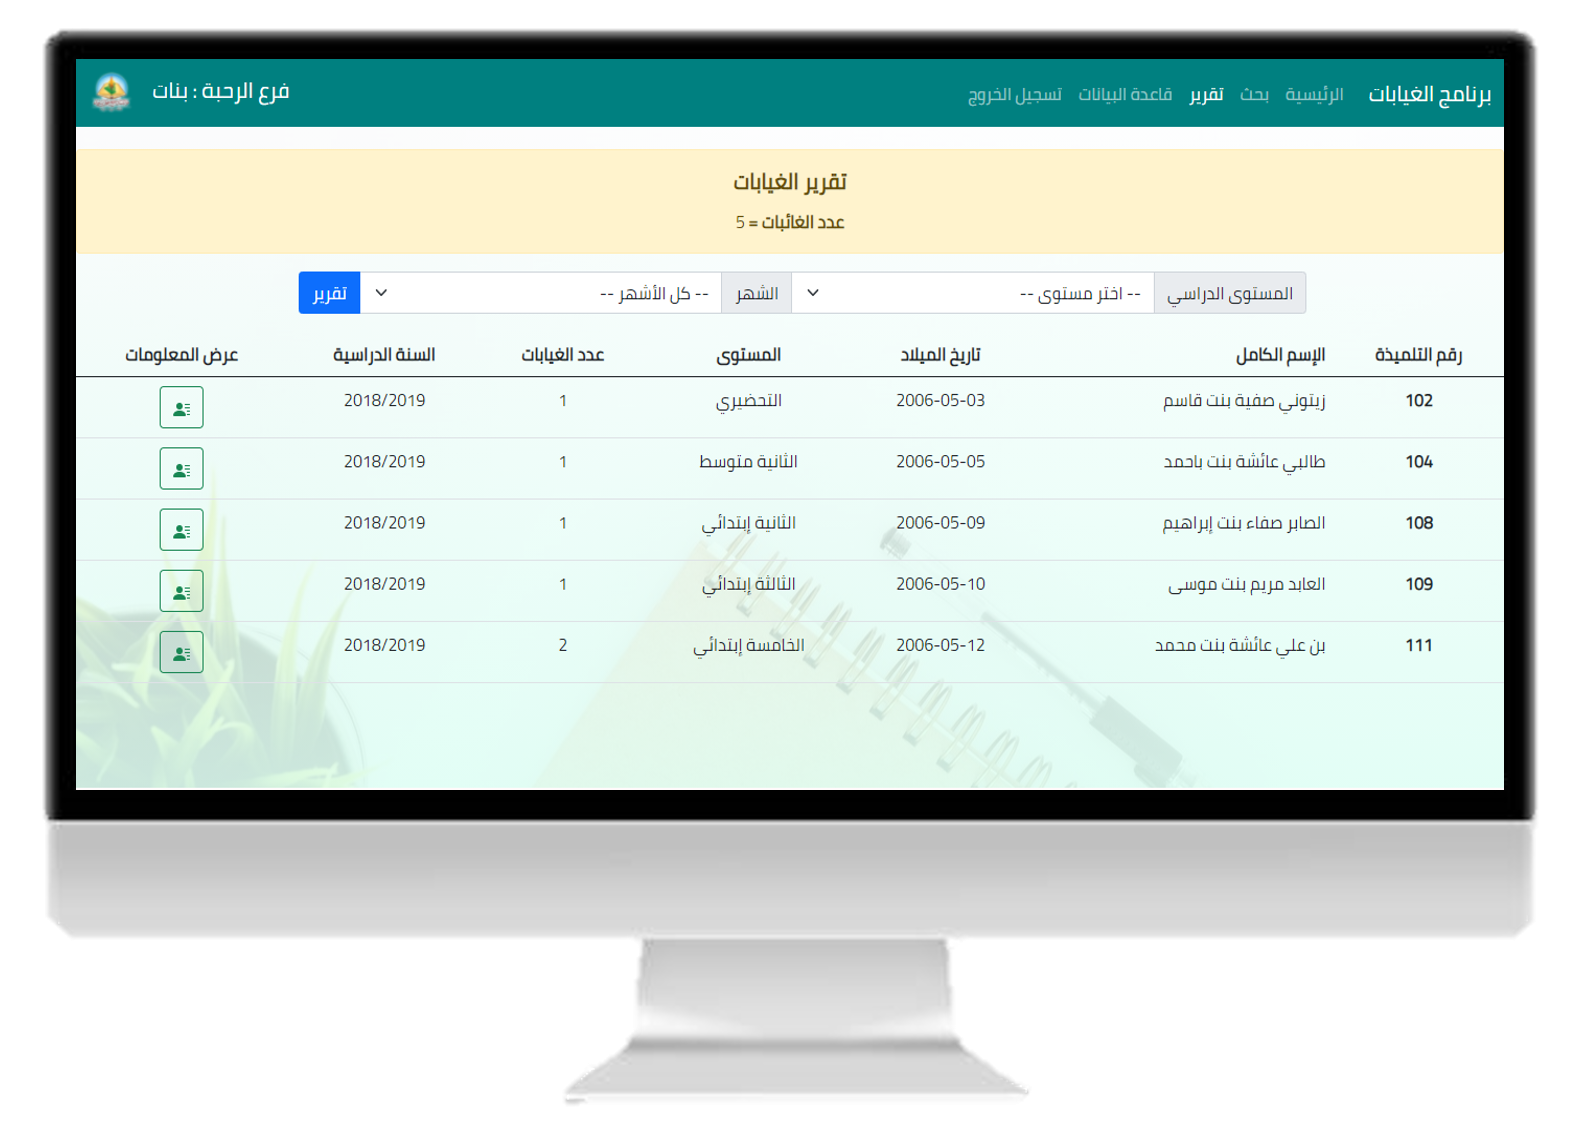 برنامج الغيابات الرئيسية بحث تقرير قاعدة البيانات تسجيل الخروج فرع الرحبة : بنات
تقرير الغيابات
عدد الغائبات = 5
المستوى الدراسي -- اختر مستوى -- الشهر -- كل الأشهر -- تقرير
رقم التلميذة الإسم الكامل تاريخ الميلاد المستوى عدد الغيابات السنة الدراسية عرض المعلومات
102 زيتوني صفية بنت قاسم 2006-05-03 التحضيري 1 2018/2019
104 طالبي عائشة بنت باحمد 2006-05-05 الثانية متوسط 1 2018/2019
108 الصابر صفاء بنت إبراهيم 2006-05-09 الثانية إبتدائي 1 2018/2019
109 العابد مريم بنت موسى 2006-05-10 الثالثة إبتدائي 1 2018/2019
111 بن علي عائشة بنت محمد 2006-05-12 الخامسة إبتدائي 2 2018/2019